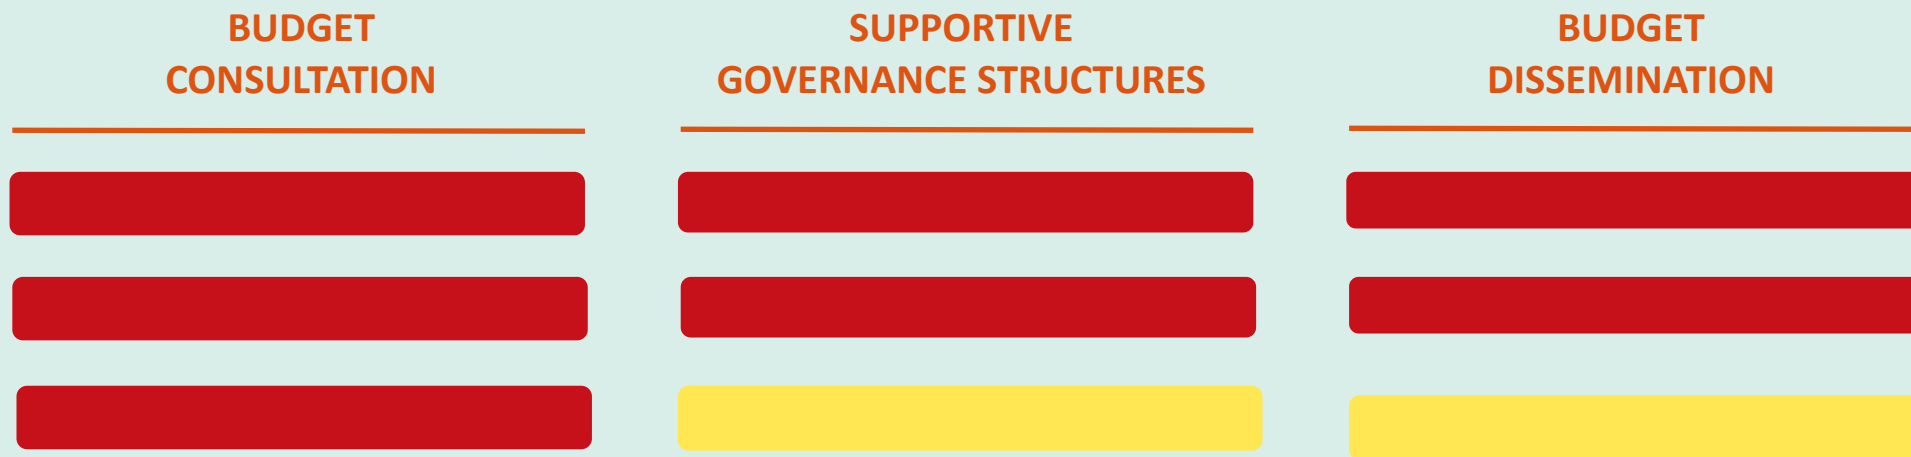 BUDGET
CONSULTATION
SUPPORTIVE
GOVERNANCE STRUCTURES
BUDGET
DISSEMINATION